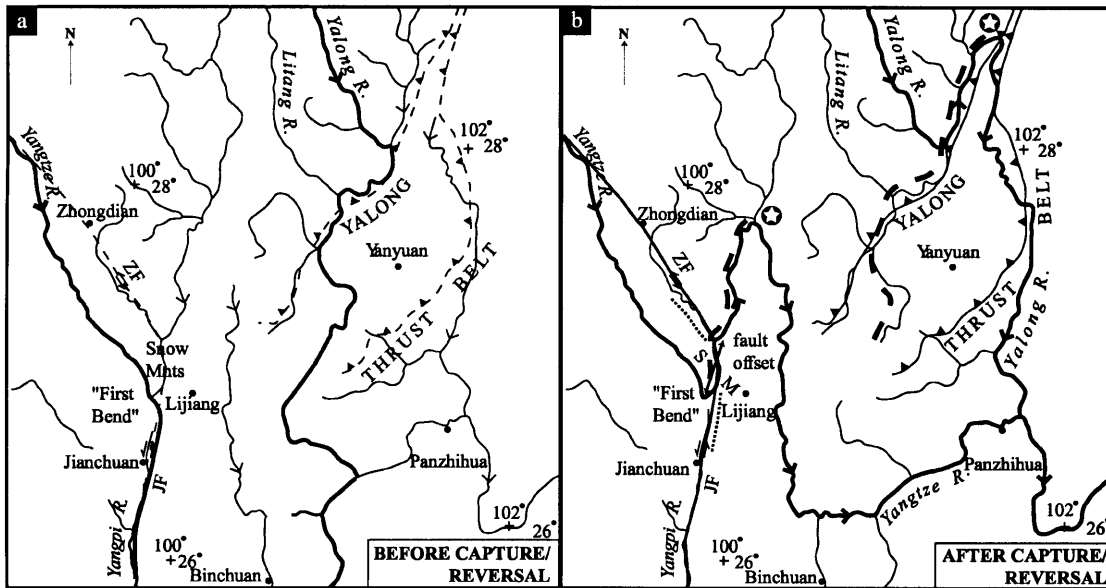 a
N
Yalong R.
Litang R.
Yangtze R.
100°
28°
Zhongdian
ZF
102°
28°
YALONG
Yanyuan
BELT
THRUST
Snow
Mnts
"First
Bend"
Lijiang
Jianchuan
JF
Panzhihua
Yangpi R.
100°
26°
Binchuan
102°
26°
BEFORE CAPTURE/
REVERSAL
b
N
Yalong R.
Litang R.
Yangtze R.
100°
28°
Zhongdian
ZF
102°
28°
YALONG
BELT
Yanyuan
THRUST
Yalong R.
S
M
fault
offset
"First
Bend"
Lijiang
Jianchuan
JF
Panzhihua
Yangtze R.
Yangpi R.
100°
26°
Binchuan
102°
26°
AFTER CAPTURE/
REVERSAL